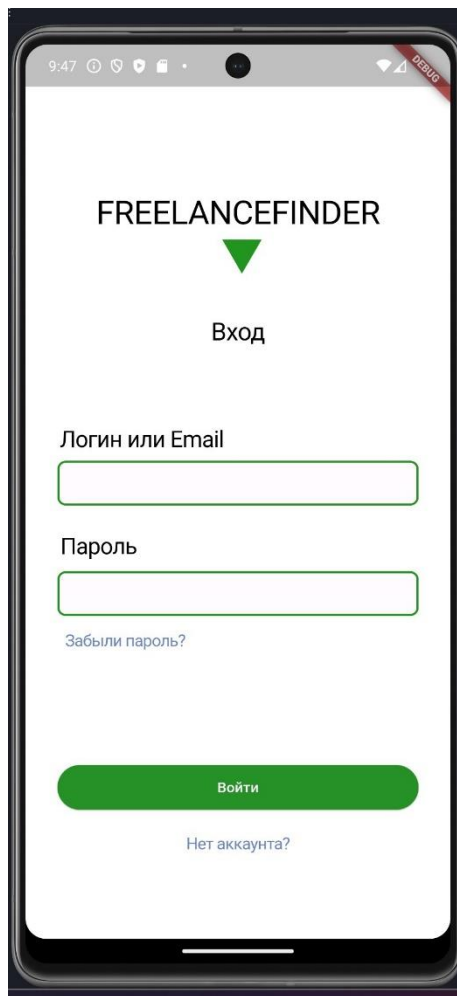 9:47
DEBUG
FREELANCEFINDER
Вход
Логин или Email
Пароль
Забыли пароль?
Войти
Нет аккаунта?